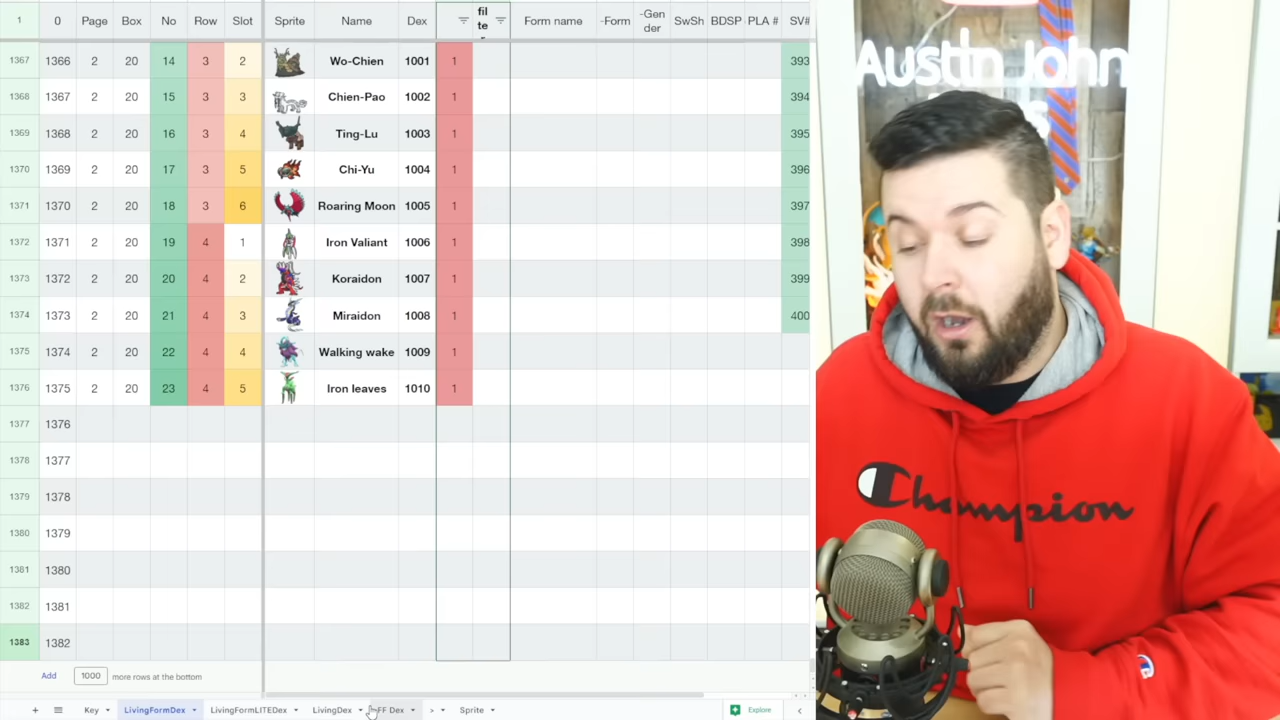 1 0 Page Box No Row Slot Sprite Name Dex filte Form name -Form -Gender SwSh BDSP PLA # SV#
1367 1366 2 20 14 3 2 Wo-Chien 1001 1 393
1368 1367 2 20 15 3 3 Chien-Pao 1002 1 394
1369 1368 2 20 16 3 4 Ting-Lu 1003 1 395
1370 1369 2 20 17 3 5 Chi-Yu 1004 1 396
1371 1370 2 20 18 3 6 Roaring Moon 1005 1 397
1372 1371 2 20 19 4 1 Iron Valiant 1006 1 398
1373 1372 2 20 20 4 2 Koraidon 1007 1 399
1374 1373 2 20 21 4 3 Miraidon 1008 1 400
1375 1374 2 20 22 4 4 Walking wake 1009 1
1376 1375 2 20 23 4 5 Iron leaves 1010 1
1377 1376
1378 1377
1379 1378
1380 1379
1381 1380
1382 1381
1383 1382
Add 1000 more rows at the bottom
+ Key LivingFormDex LivingFormLITEDex LivingDex FF Dex > Sprite Explore
Austin John
Champion